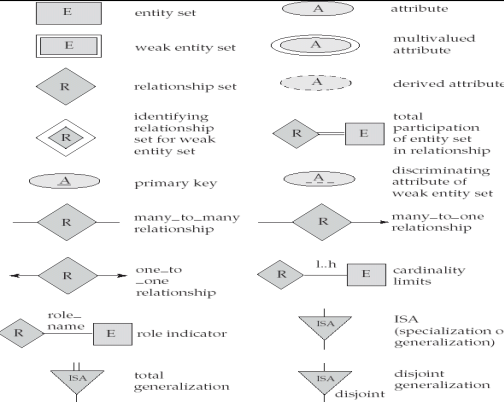 E entity set
A attribute
E weak entity set
A multivalued
attribute
R relationship set
A derived attribute
R identifying
relationship
set for weak
entity set
R E total
participation
of entity set
in relationship
A primary key
A discriminating
attribute of
weak entity set
R many_to_many
relationship
R many_to_one
relationship
R one_to
_one
relationship
R l..h E cardinality
limits
role_
name
R E role indicator
ISA ISA
(specialization o
generalization)
ISA total
generalization
ISA disjoint
generalization
disjoint